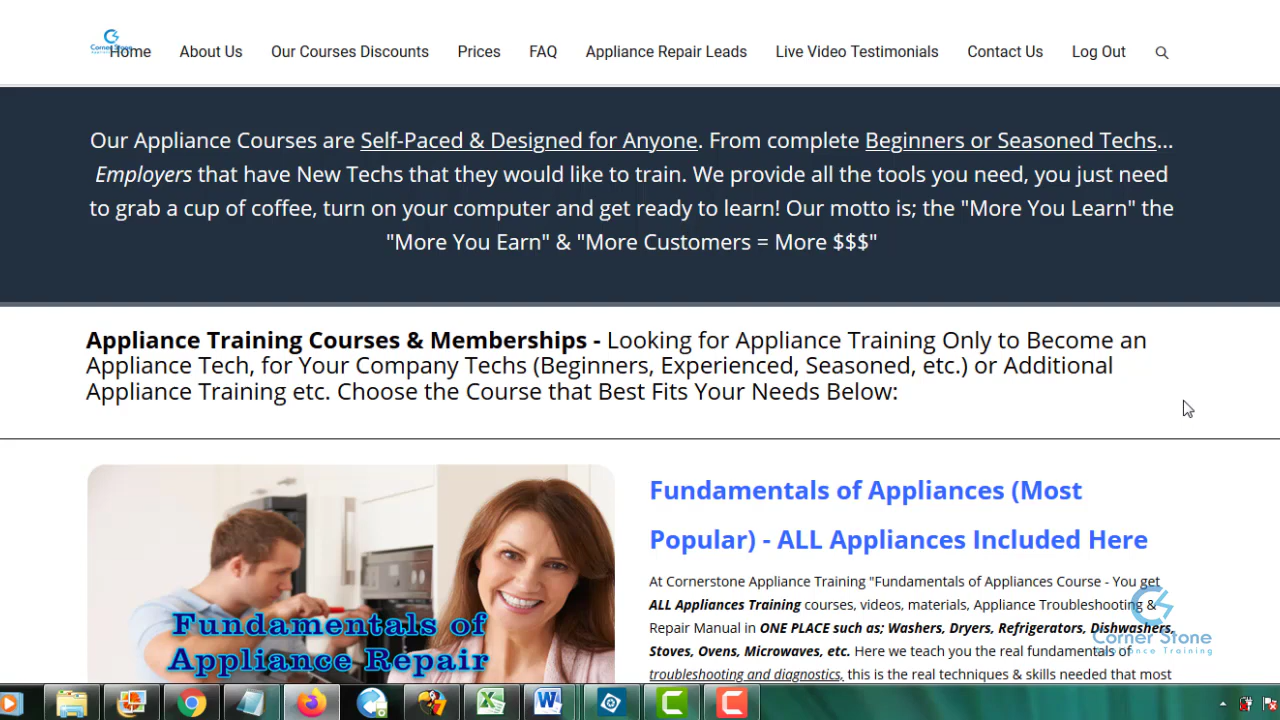 Corner Stone
Home About Us Our Courses Discounts Prices FAQ Appliance Repair Leads Live Video Testimonials Contact Us Log Out
Our Appliance Courses are Self-Paced & Designed for Anyone. From complete Beginners or Seasoned Techs...
Employers that have New Techs that they would like to train. We provide all the tools you need, you just need
to grab a cup of coffee, turn on your computer and get ready to learn! Our motto is; the "More You Learn" the
"More You Earn" & "More Customers = More $$$"
Appliance Training Courses & Memberships - Looking for Appliance Training Only to Become an
Appliance Tech, for Your Company Techs (Beginners, Experienced, Seasoned, etc.) or Additional
Appliance Training etc. Choose the Course that Best Fits Your Needs Below:
Fundamentals of
Appliance Repair
Fundamentals of Appliances (Most
Popular) - ALL Appliances Included Here
At Cornerstone Appliance Training "Fundamentals of Appliances Course - You get
ALL Appliances Training courses, videos, materials, Appliance Troubleshooting &
Repair Manual in ONE PLACE such as; Washers, Dryers, Refrigerators, Dishwashers,
Stoves, Ovens, Microwaves, etc. Here we teach you the real fundamentals of
troubleshooting and diagnostics, this is the real techniques & skills needed that most
Corner Stone
Appliance Training